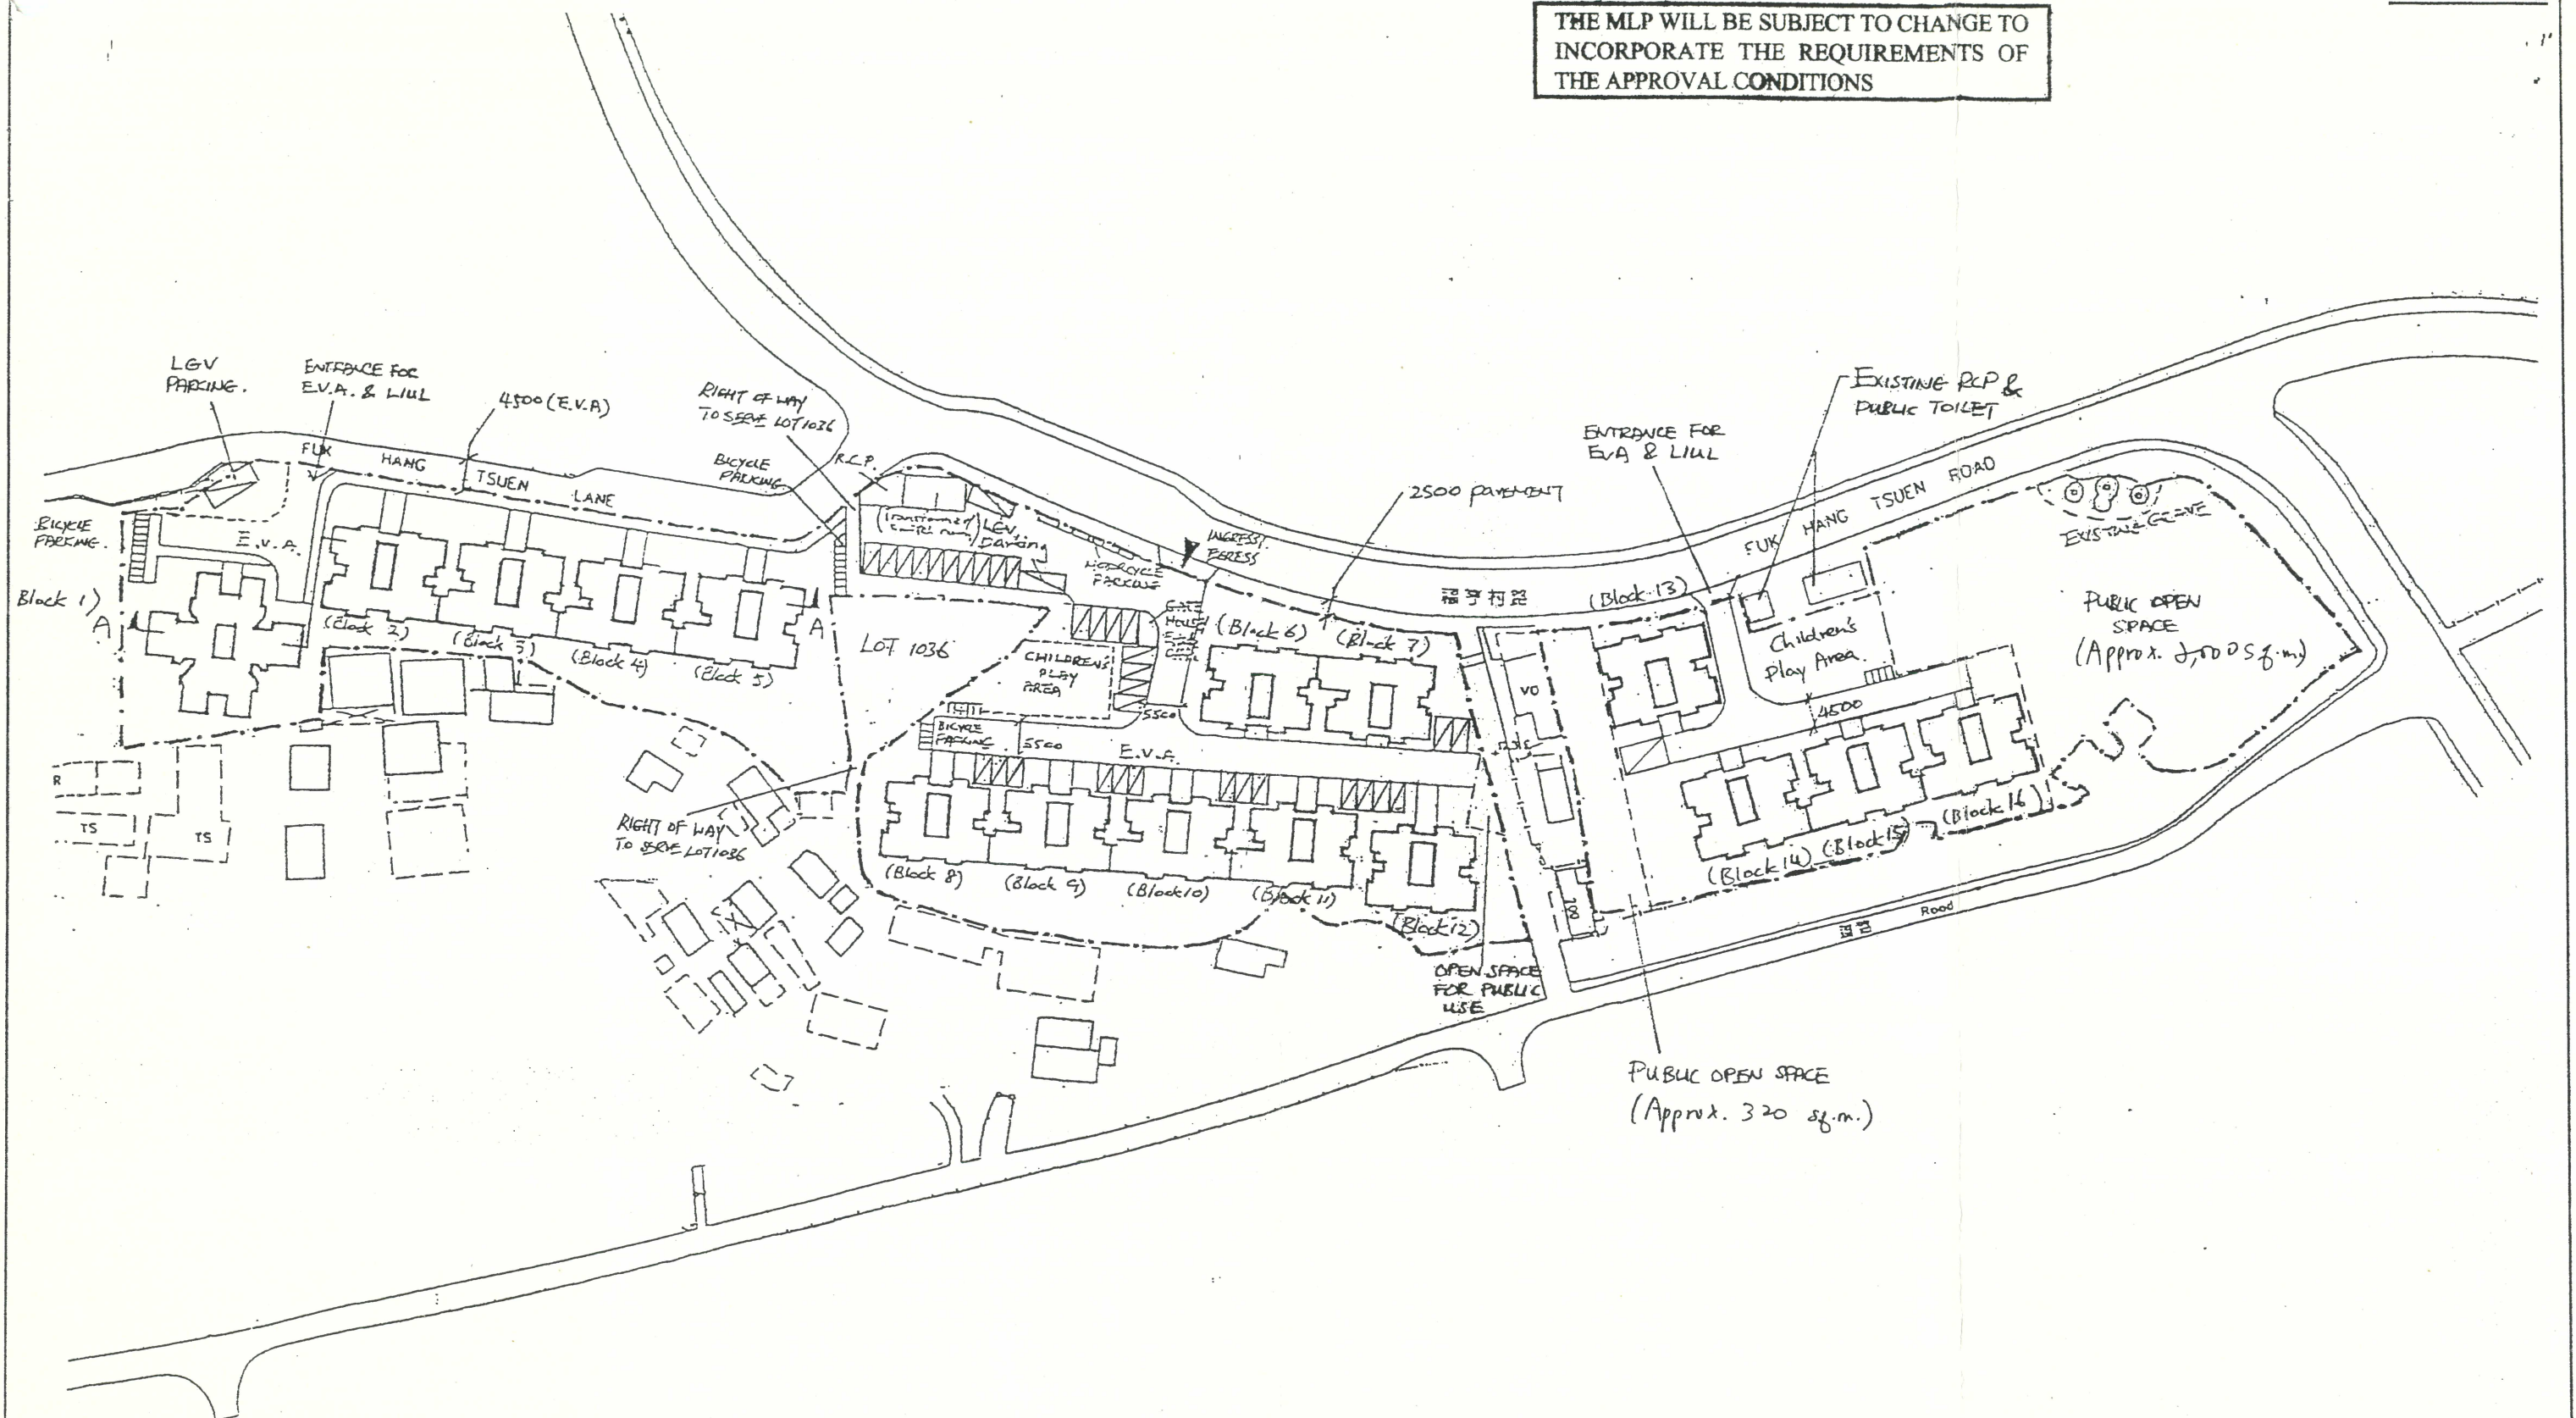 THE MLP WILL BE SUBJECT TO CHANGE TO
INCORPORATE THE REQUIREMENTS OF
THE APPROVAL CONDITIONS
LGV
PARKING.
ENTRANCE FOR
E.V.A. & L/UL
4500 (E.V.A)
RIGHT OF WAY
TO SERVE LOT 1036
BICYCLE
PARKING
R.C.P.
FUK HANG TSUEN LANE
BICYCLE
PARKING.
E.V.A.
Block 1)
A
(Block 2)
(Block 3)
(Block 4)
(Block 5)
A
LOT 1036
LGV
parking
MOTORCYCLE
PARKING
INGRESS/
EGRESS
2500 PAVEMENT
ENTRANCE FOR
EVA & L/UL
EXISTING RCP &
PUBLIC TOILET
FUK HANG TSUEN ROAD
福亨村路
EXISTING GRAVE
PUBLIC OPEN
SPACE
CHILDREN'S
PLAY
AREA
GATE
HOUSE
(Block 6)
(Block 7)
(Block 13)
Children's
Play Area
VO
4500
5500
BICYCLE
PARKING
5500
E.V.A.
R
TS
TS
RIGHT OF WAY
TO SERVE LOT 1036
(Block 8)
(Block 9)
(Block 10)
(Block 11)
(Block 12)
(Block 14)
(Block 15)
(Block 16)
Road
OPEN SPACE
FOR PUBLIC
USE
PUBLIC OPEN SPACE
(Approx. 320 sq.m.)